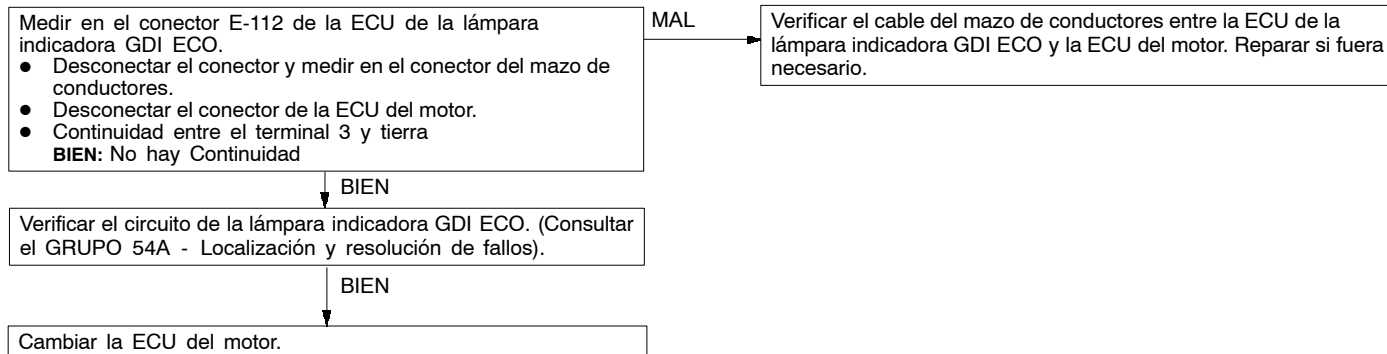 Medir en el conector E-112 de la ECU de la lámpara
indicadora GDI ECO.
● Desconectar el conector y medir en el conector del mazo de
conductores.
● Desconectar el conector de la ECU del motor.
● Continuidad entre el terminal 3 y tierra
BIEN: No hay Continuidad
MAL
Verificar el cable del mazo de conductores entre la ECU de la
lámpara indicadora GDI ECO y la ECU del motor. Reparar si fuera
necesario.
BIEN
Verificar el circuito de la lámpara indicadora GDI ECO. (Consultar
el GRUPO 54A - Localización y resolución de fallos).
BIEN
Cambiar la ECU del motor.